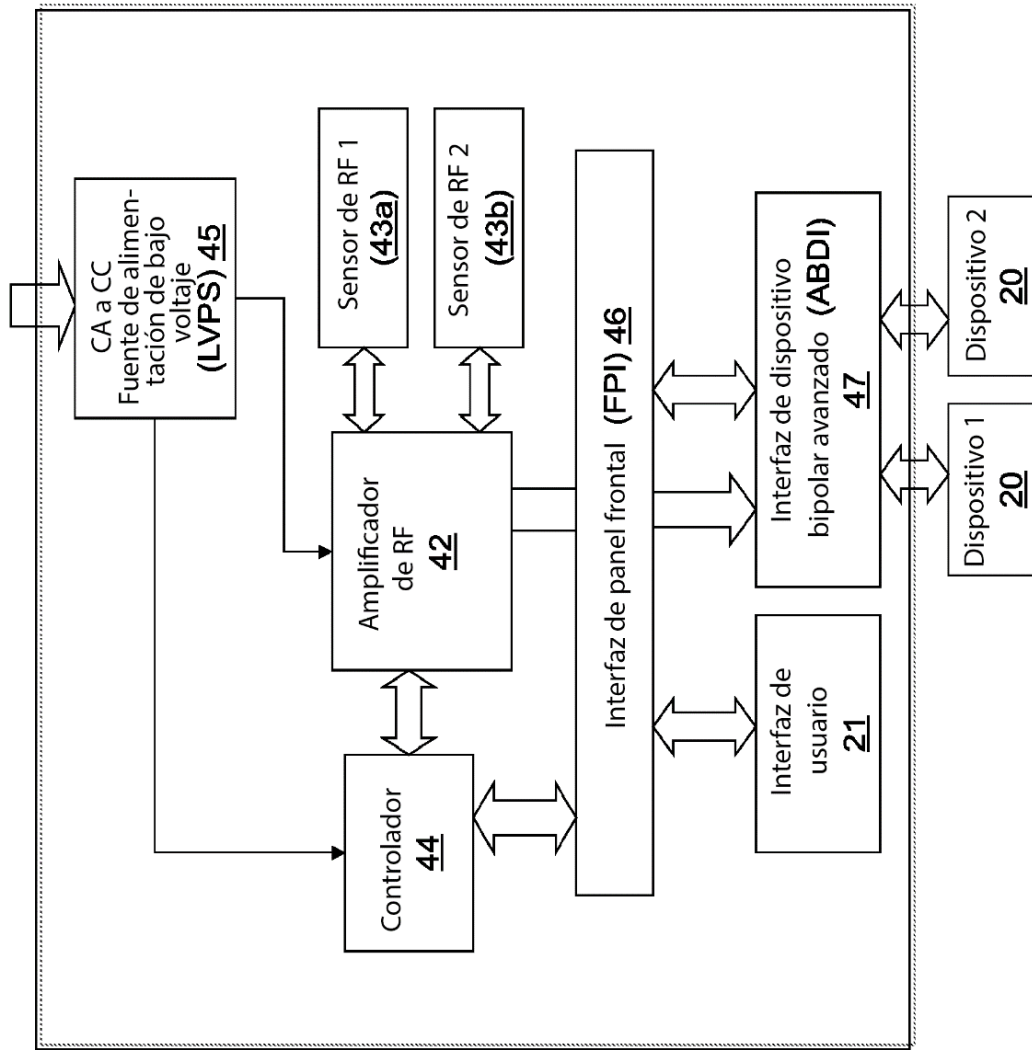 CA a CC
Fuente de alimen-
tación de bajo
voltaje
(LVPS) 45
Sensor de RF 1
(43a)
Sensor de RF 2
(43b)
Amplificador
de RF
42
Controlador
44
Interfaz de panel frontal (FPI) 46
Interfaz de usuario
21
Interfaz de dispositivo
bipolar avanzado (ABDI)
47
Dispositivo 1
20
Dispositivo 2
20